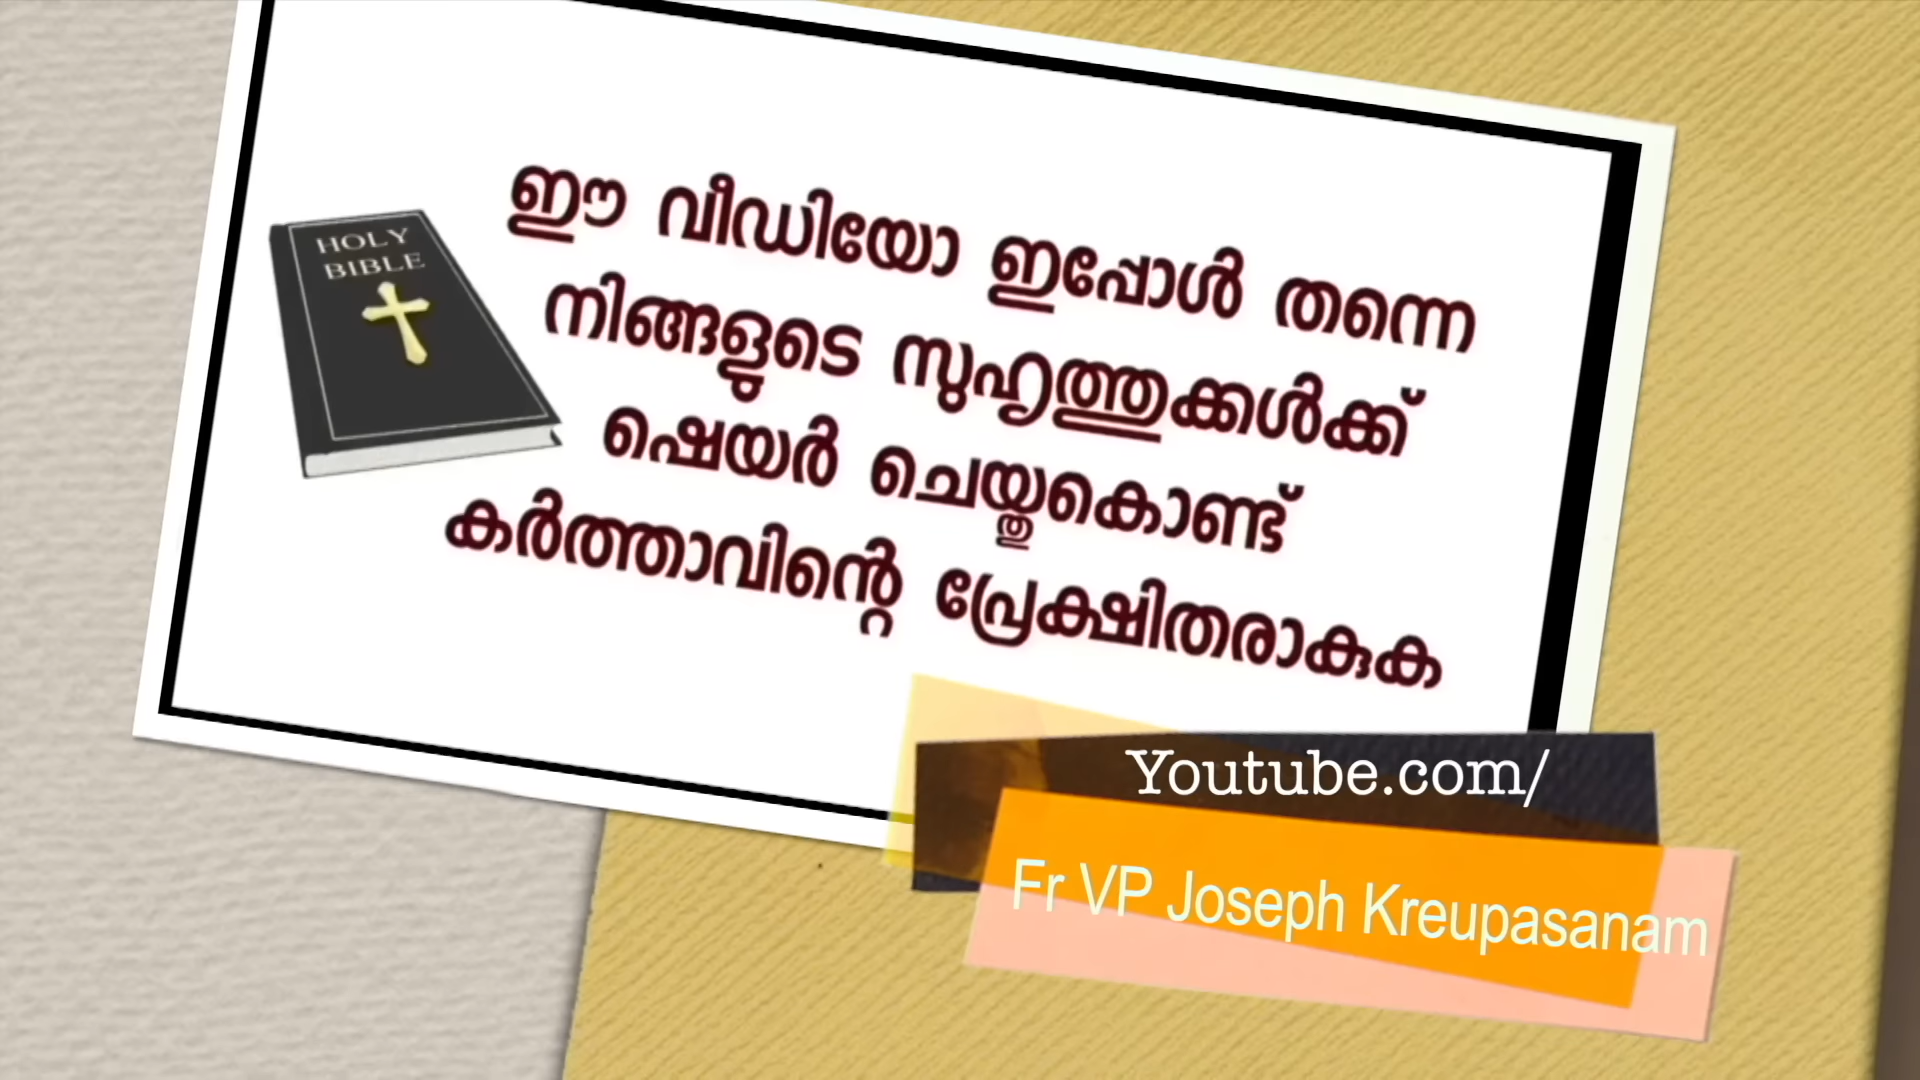 HOLY
BIBLE
ഈ വീഡിയോ ഇപ്പോൾ തന്നെ
നിങ്ങളുടെ സുഹൃത്തുക്കൾക്ക്
ഷെയർ ചെയ്തുകൊണ്ട്
കർത്താവിന്റെ പ്രേക്ഷിതരാകുക
Youtube.com/
Fr VP Joseph Kreupasanam